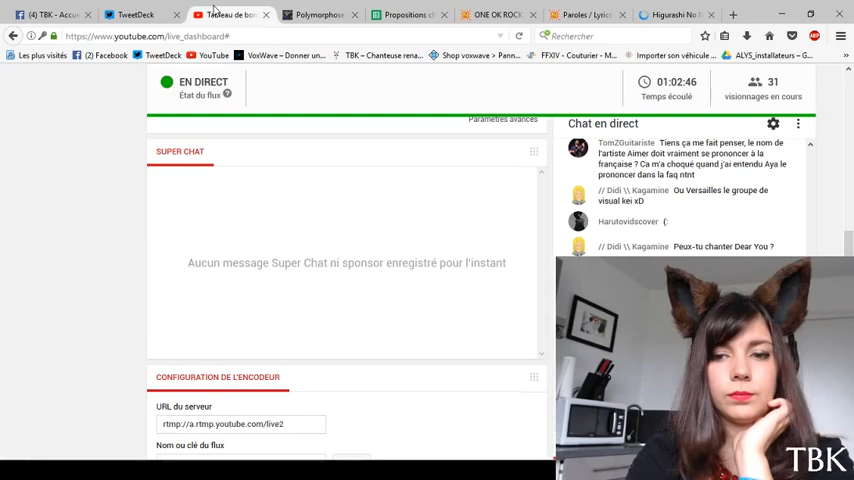 (4) TBK - Accue
TweetDeck
Tableau de bor
Polymorphose
Propositions ch
ONE OK ROCK
Paroles / Lyrics
Higurashi No N
https://www.youtube.com/live_dashboard#
Rechercher
Les plus visités
(4) Facebook
TweetDeck
YouTube
VoxWave – Donner un...
TBK – Chanteuse rena...
Shop voxwave > Pann...
FFXIV - Couturier - M...
Importer son véhicule ...
ALYS_installateurs – G...
EN DIRECT
État du flux
01:02:46
Temps écoulé
31
visionnages en cours
Paramètres avancés
Chat en direct
SUPER CHAT
TomZGuitariste Tiens ça me fait penser, le nom de
l'artiste Aimer doit vraiment se prononcer à la
française ? Ca m'a choqué quand j'ai entendu Aya le
prononcer dans la faq ntnt
// Didi \\ Kagamine Ou Versailles le groupe de
visual kei xD
Harutovidscover (:
// Didi \\ Kagamine Peux-tu chanter Dear You ?
Aucun message Super Chat ni sponsor enregistré pour l'instant
CONFIGURATION DE L'ENCODEUR
URL du serveur
rtmp://a.rtmp.youtube.com/live2
Nom ou clé du flux
TBK